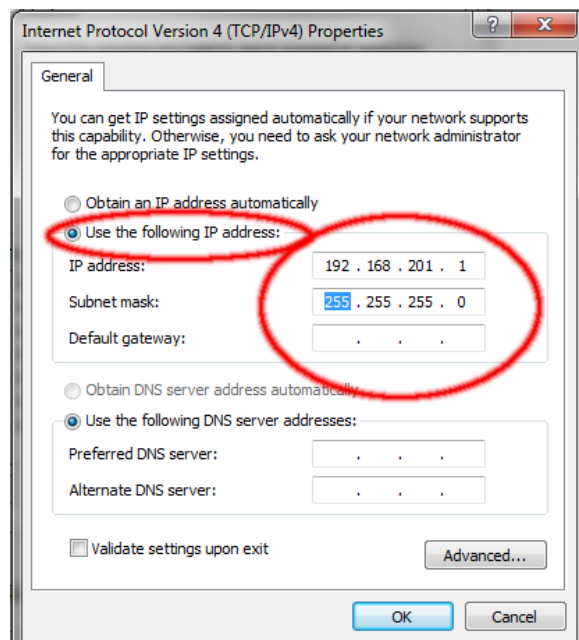 Internet Protocol Version 4 (TCP/IPv4) Properties
?
General
You can get IP settings assigned automatically if your network supports
this capability. Otherwise, you need to ask your network administrator
for the appropriate IP settings.
Obtain an IP address automatically
Use the following IP address:
IP address: 192 . 168 . 201 . 1
Subnet mask: 255 . 255 . 255 . 0
Default gateway: . . .
Obtain DNS server address automatically
Use the following DNS server addresses:
Preferred DNS server: . . .
Alternate DNS server: . . .
Validate settings upon exit
Advanced...
OK Cancel